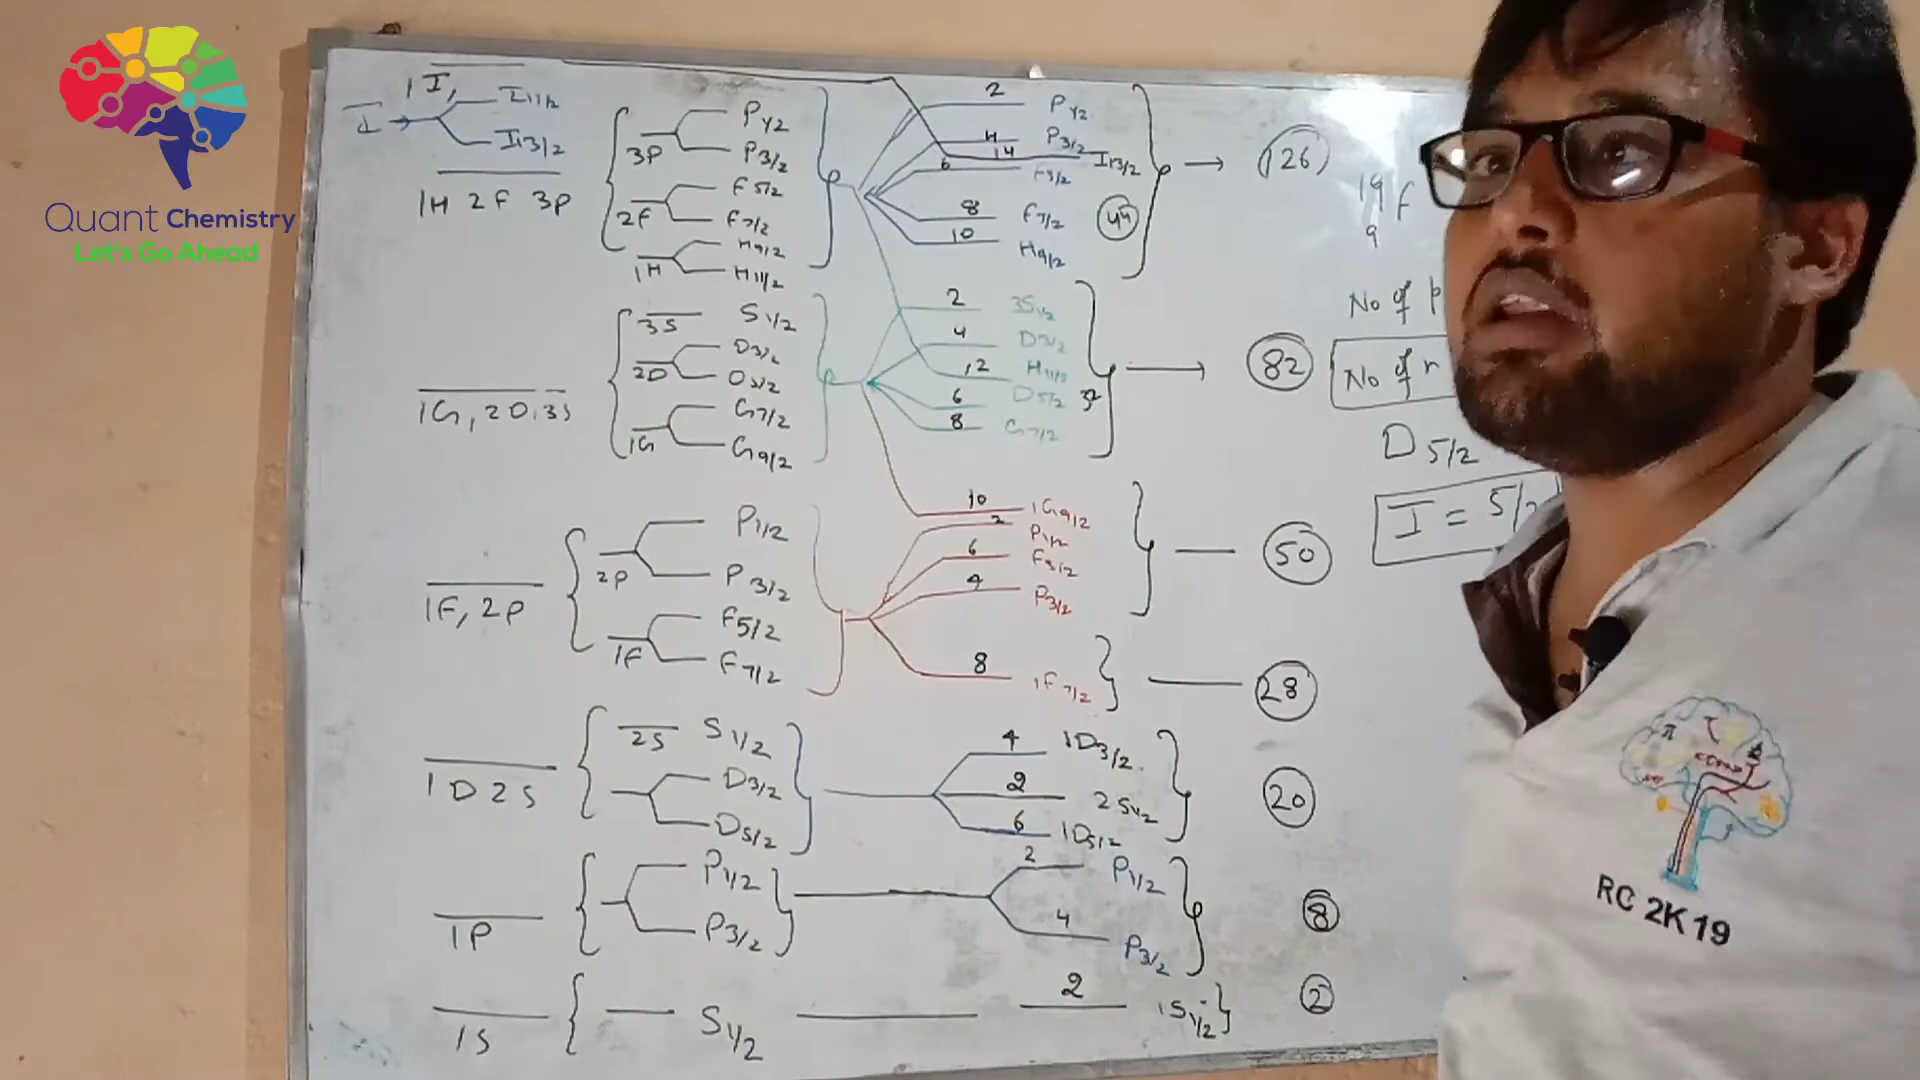 Quant Chemistry
Let's Go Ahead
1I,
I
I11/2
I13/2
1H 2F 3P
3P
P1/2
P3/2
2F
F5/2
F7/2
1H
H9/2
H11/2
2 P1/2
4 P3/2
14 I13/2
6 F5/2
8 F7/2
10 H9/2
44
126
19
9
F
1G, 2D, 3S
3S
S1/2
2D
D3/2
D5/2
1G
G7/2
G9/2
2 3S1/2
4 D3/2
12 H11/2
6 D5/2
8 G7/2
32
82
No of p
No of n
D5/2
I = 5/2
1F, 2P
2P
P1/2
P3/2
1F
F5/2
F7/2
10 1G9/2
2 P1/2
6 F5/2
4 P3/2
50
8 1F7/2
28
1D 2S
2S
S1/2
D3/2
D5/2
4 1D3/2
2 2S1/2
6 1D5/2
20
1P
P1/2
P3/2
2 P1/2
4 P3/2
8
1S
S1/2
2 1S1/2
2
π
RC 2K19